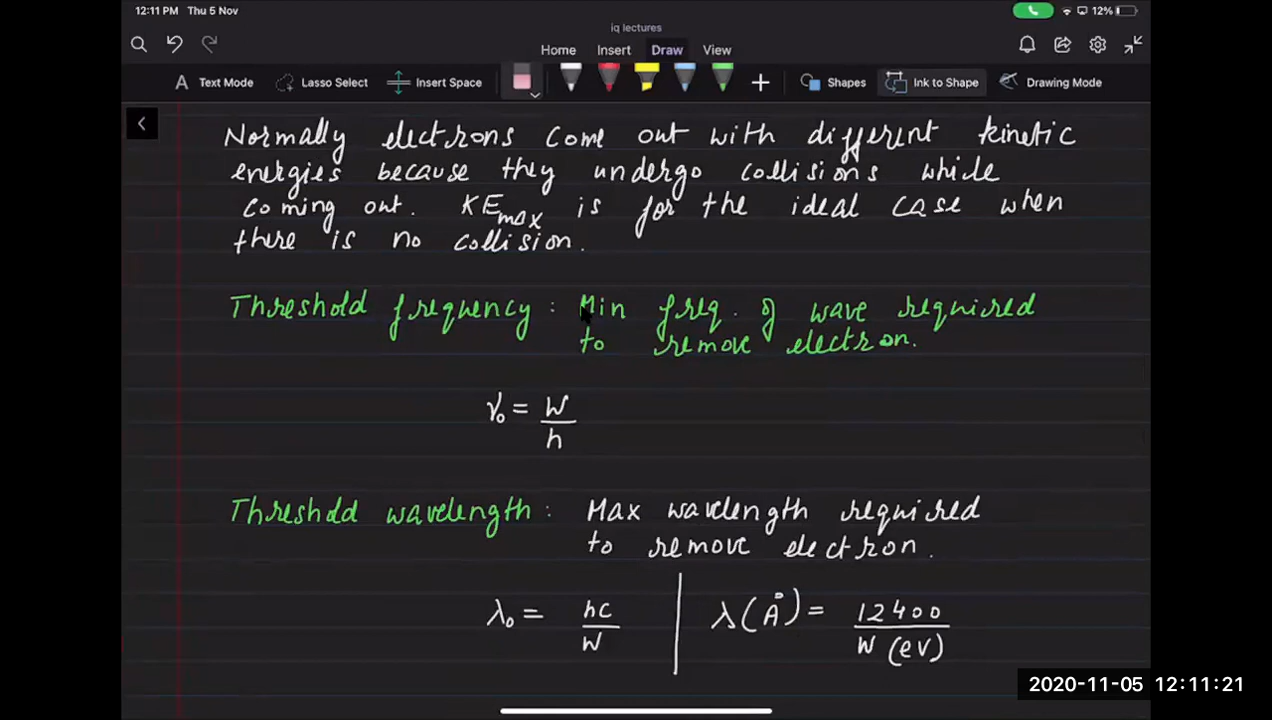 12:11 PM Thu 5 Nov
12%
iq lectures
Home Insert Draw View
Text Mode Lasso Select Insert Space Shapes Ink to Shape Drawing Mode
Normally electrons come out with different kinetic
energies because they undergo collisions while
coming out. KEmax is for the ideal case when
there is no collision.
Threshold frequency: Min freq. of wave required
to remove electron.
γ₀ = W/h
Threshold wavelength: Max wavelength required
to remove electron.
λ₀ = hc/W | λ(Å) = 12400/W (eV)
2020-11-05 12:11:21